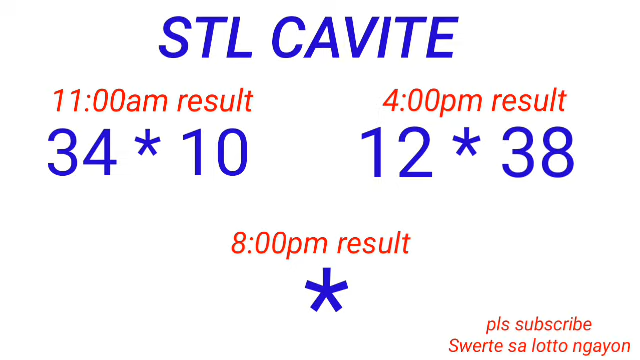 STL CAVITE
11:00am result
34 * 10
4:00pm result
12 * 38
8:00pm result
*
pls subscribe
Swerte sa lotto ngayon